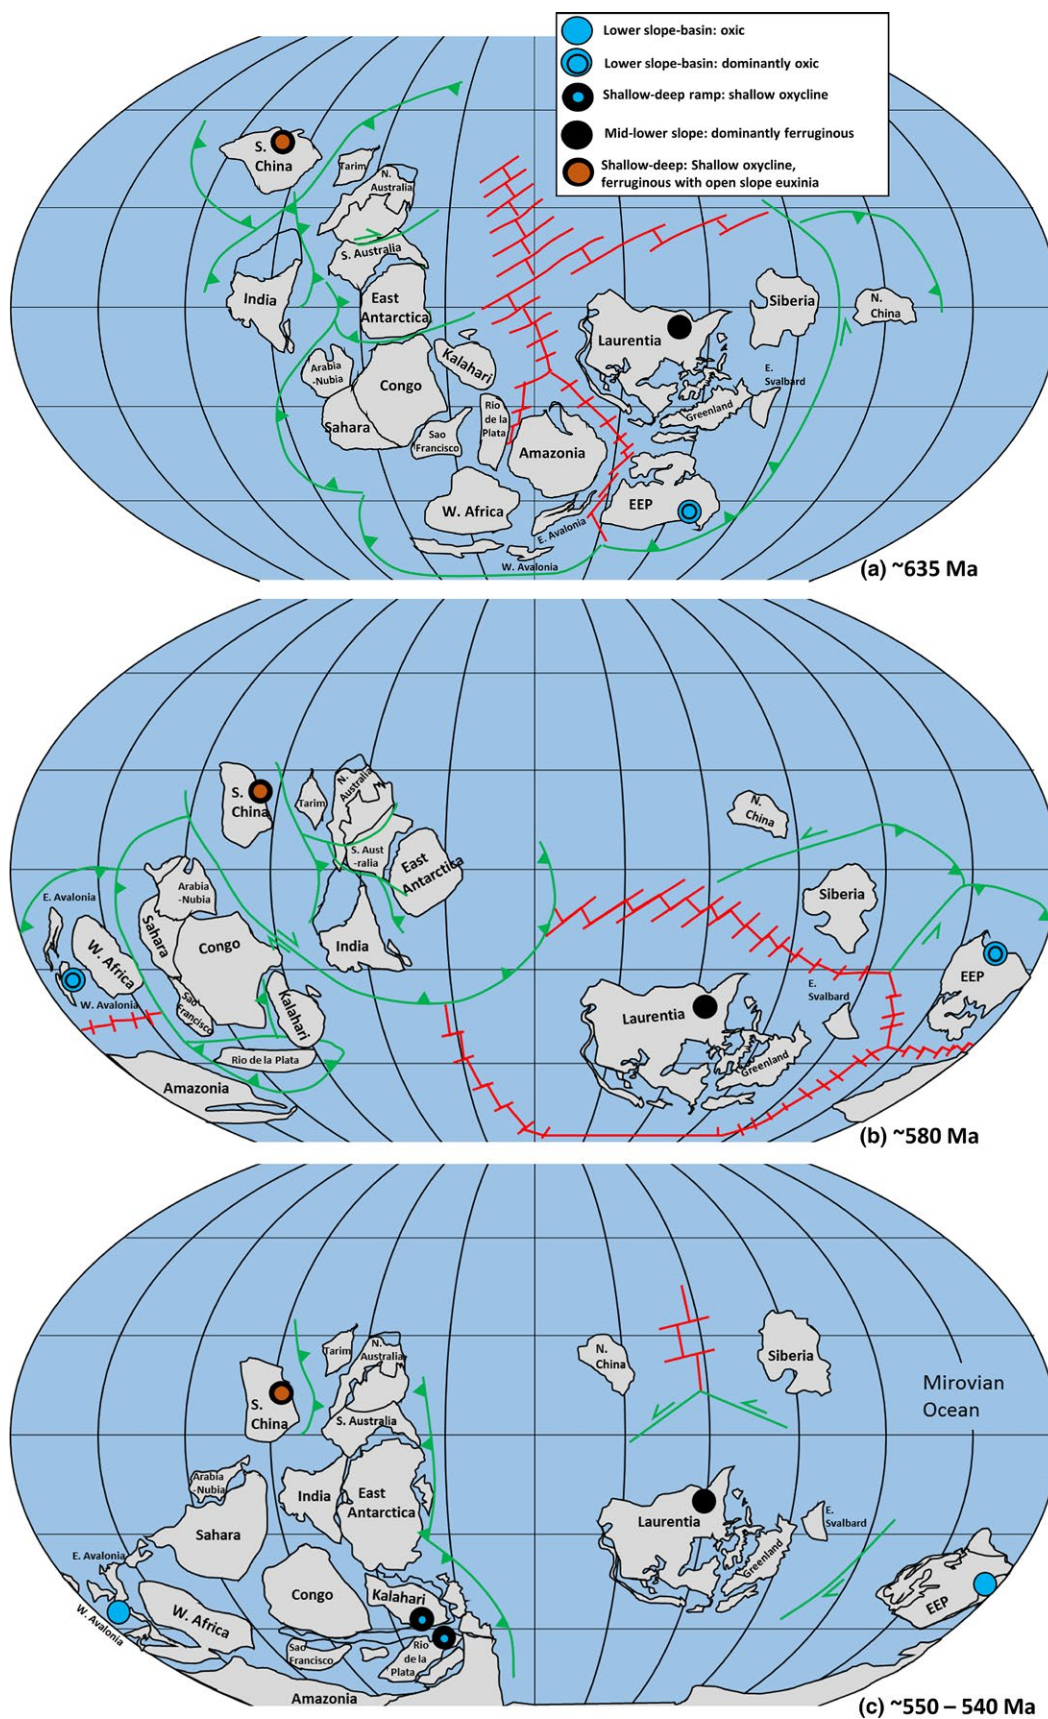 Lower slope-basin: oxic
Lower slope-basin: dominantly oxic
Shallow-deep ramp: shallow oxycline
Mid-lower slope: dominantly ferruginous
Shallow-deep: Shallow oxycline,
ferruginous with open slope euxinia
S.
China
Tarim
N.
Australia
S. Australia
India
East
Antarctica
Arabia
-Nubia
Congo
Kalahari
Sahara
Sao
Francisco
Rio
de la
Plata
Amazonia
W. Africa
E. Avalonia
W. Avalonia
Laurentia
Siberia
N.
China
E.
Svalbard
Greenland
EEP
(a) ~635 Ma
S.
China
Tarim
N.
Australia
S. Aust
-ralia
East
Antarctica
N.
China
Siberia
E. Avalonia
Arabia
-Nubia
Sahara
Congo
India
W. Africa
W. Avalonia
Sao
Francisco
Kalahari
Rio de la Plata
Amazonia
Laurentia
Greenland
E.
Svalbard
EEP
(b) ~580 Ma
Tarim
N.
Australia
N.
China
Siberia
S.
China
S. Australia
Mirovian
Ocean
Arabia
-Nubia
India
East
Antarctica
Sahara
Laurentia
E.
Svalbard
Greenland
E. Avalonia
W. Avalonia
W. Africa
Congo
Kalahari
Sao
Francisco
Rio
de la
Plata
Amazonia
EEP
(c) ~550 – 540 Ma